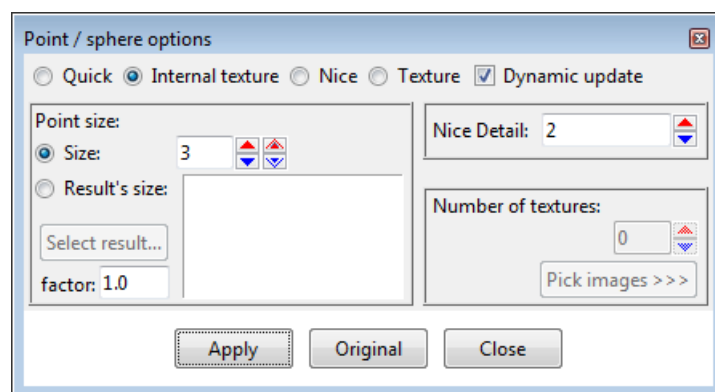 Point / sphere options
Quick Internal texture Nice Texture Dynamic update
Point size:
Size: 3
Result's size:
Select result...
factor: 1.0
Nice Detail: 2
Number of textures:
0
Pick images >>>
Apply Original Close